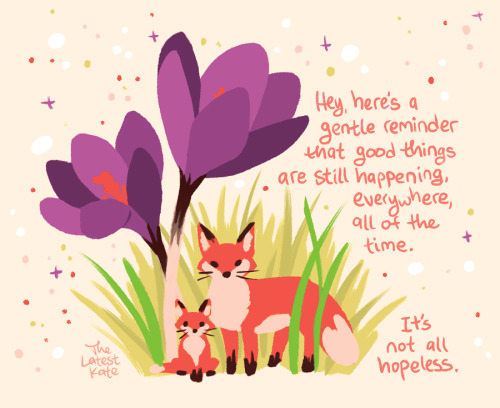 Hey, here's a
gentle reminder
that good things
are still happening,
everywhere,
all of the
time.
It's
not all
hopeless.
The
Latest
Kate